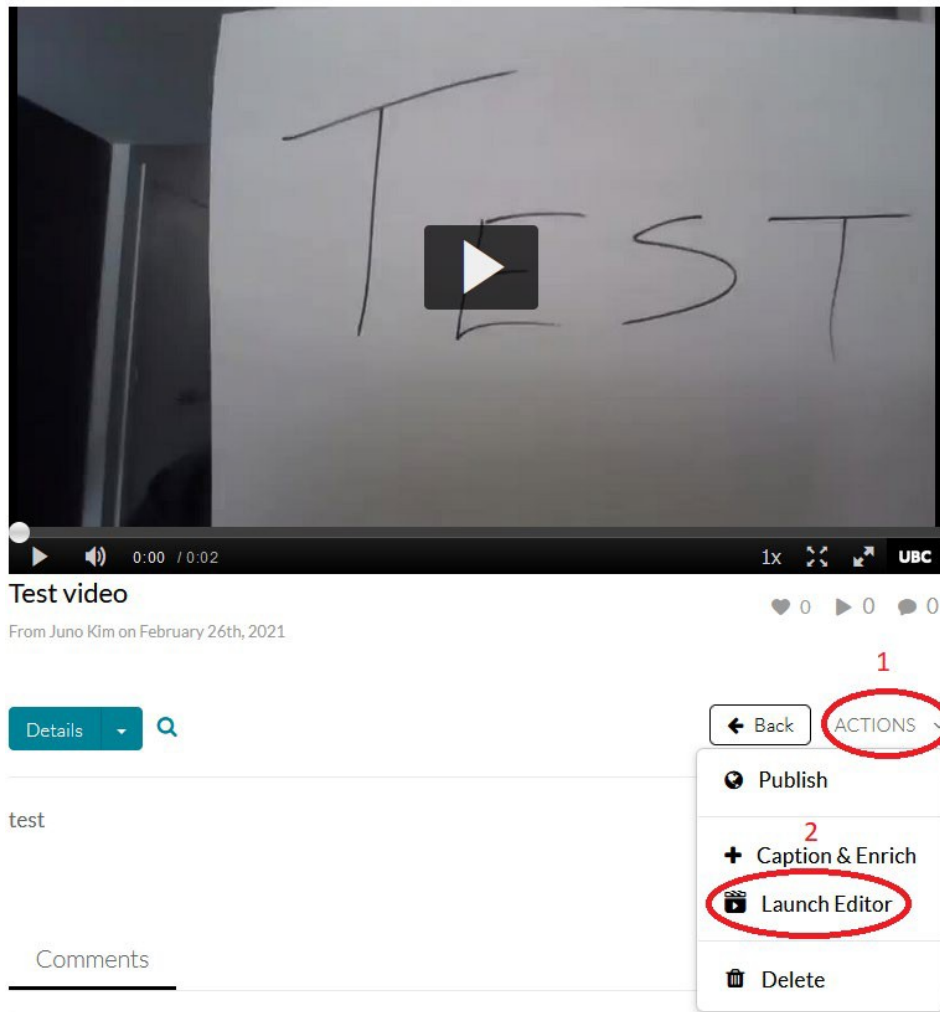 TEST
0:00 / 0:02 1x UBC
Test video
0 0 0
From Juno Kim on February 26th, 2021
1
Details Back ACTIONS
Publish
test
2
Caption & Enrich
Launch Editor
Comments
Delete